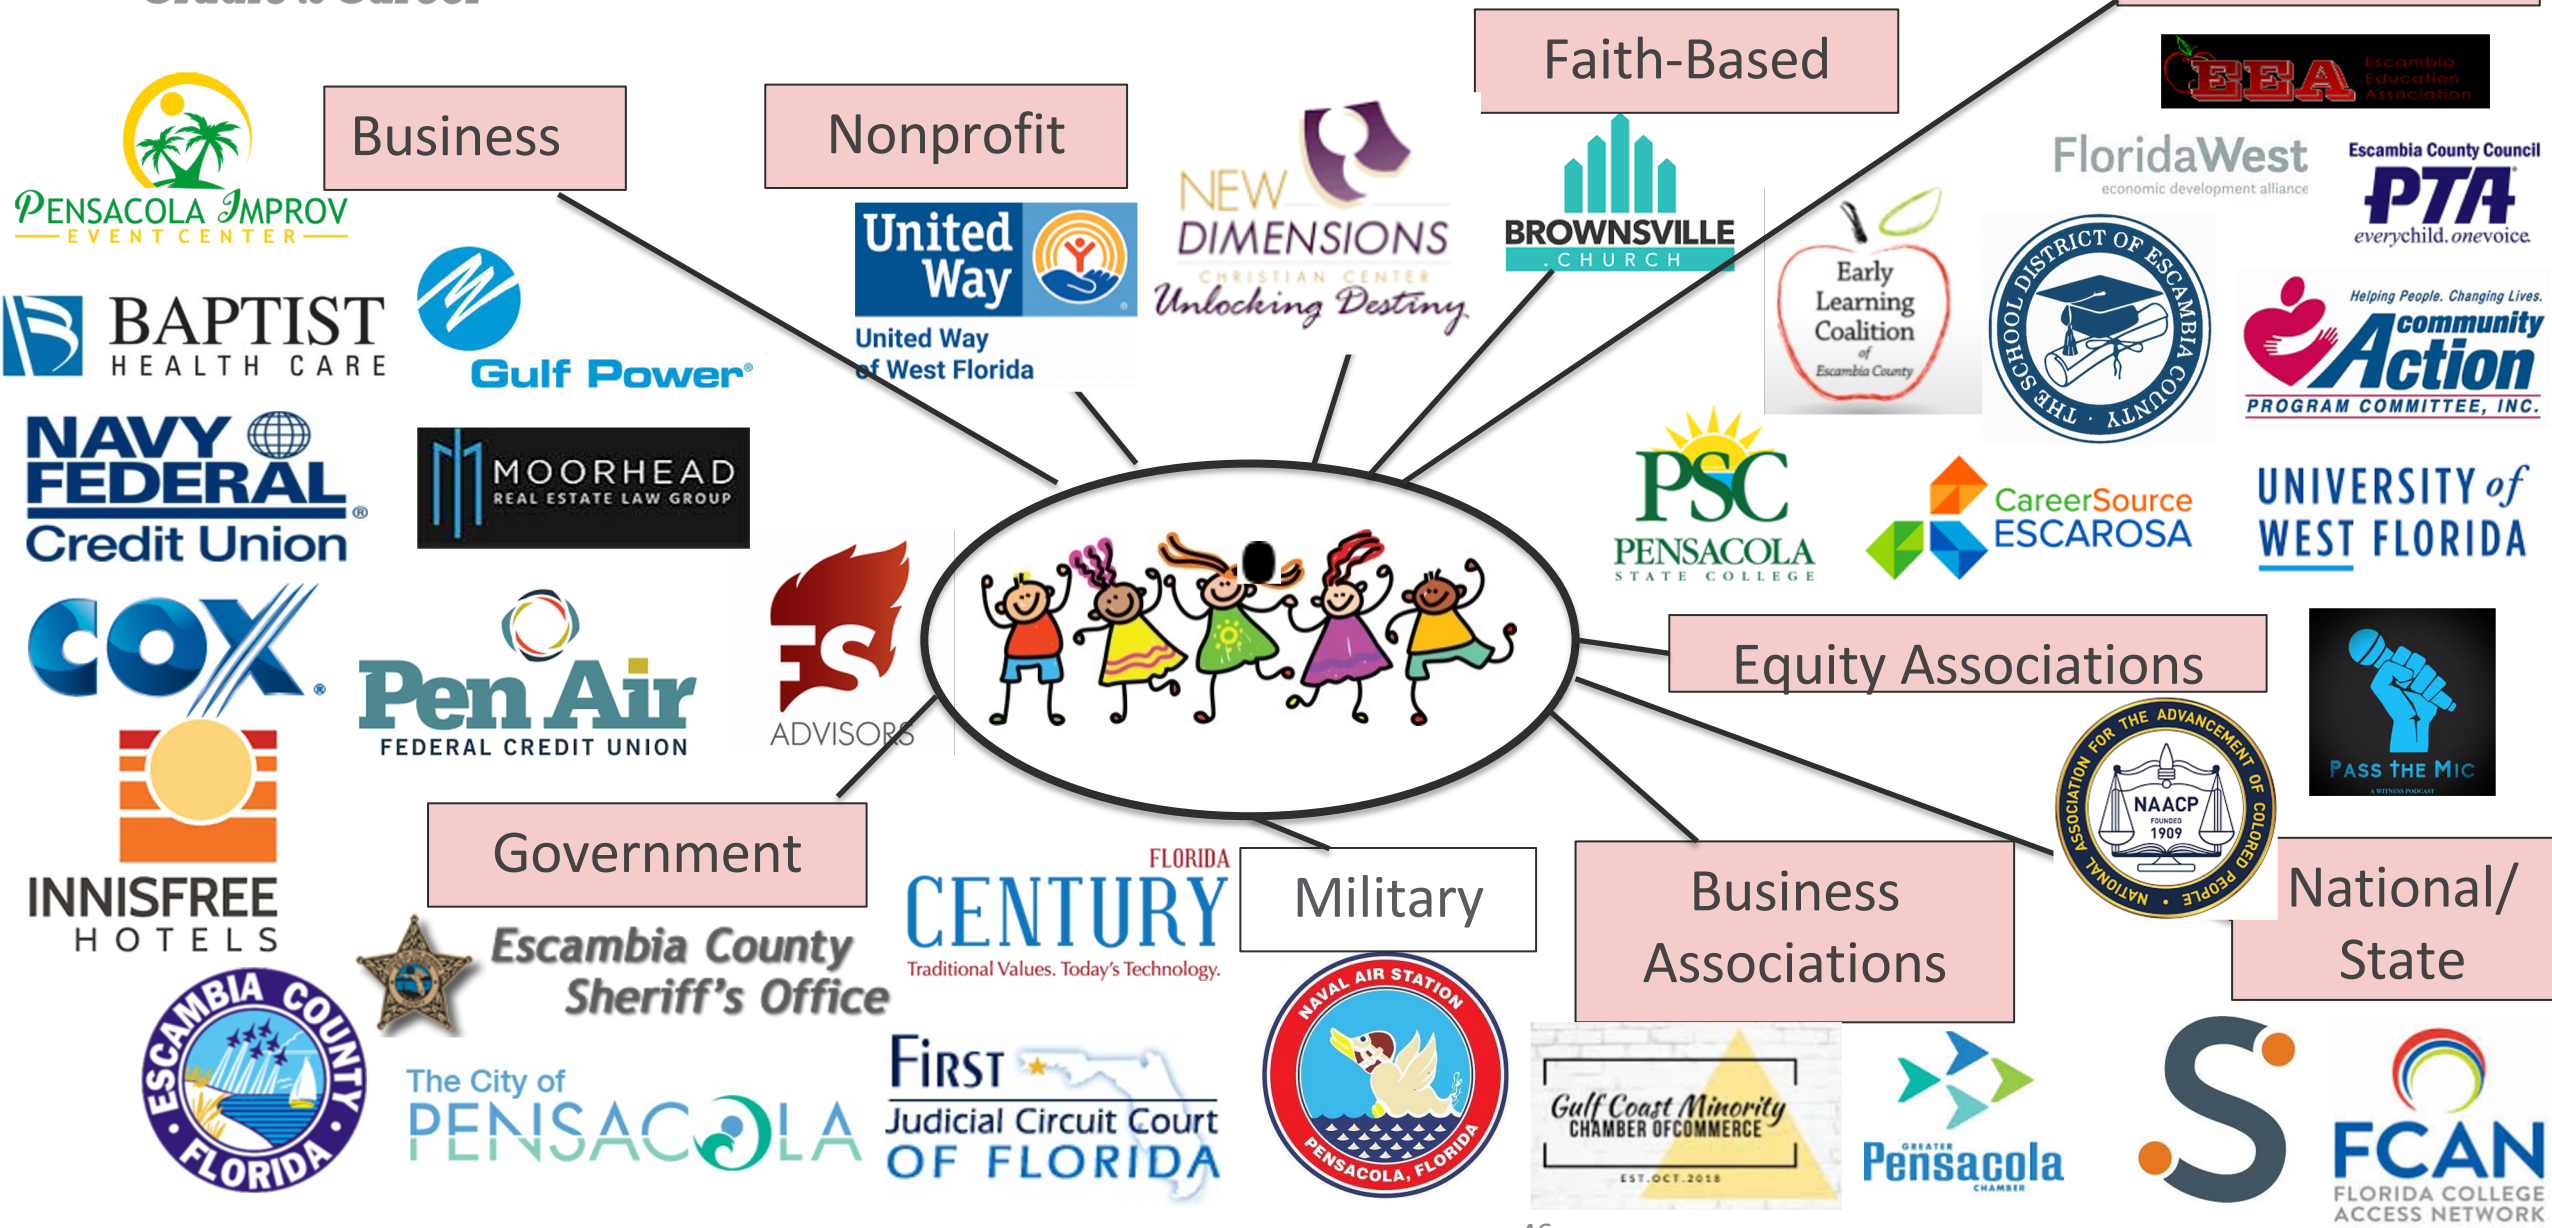 Cradle to Career
Business
Nonprofit
Faith-Based
PENSACOLA IMPROV
EVENT CENTER
BAPTIST
HEALTH CARE
Gulf Power®
NAVY
FEDERAL
®
Credit Union
MOORHEAD
REAL ESTATE LAW GROUP
COX®
Pen Air
FEDERAL CREDIT UNION
FS
ADVISORS
INNISFREE
HOTELS
United
Way
®
United Way
of West Florida
NEW
DIMENSIONS
CHRISTIAN CENTER
Unlocking Destiny
BROWNSVILLE
.CHURCH
EEA
Escambia
Education
Association
FloridaWest
economic development alliance
Escambia County Council
PTA
everychild.onevoice.
Early
Learning
Coalition
of
Escambia County
THE SCHOOL DISTRICT OF ESCAMBIA COUNTY
Helping People. Changing Lives.
community
Action
PROGRAM COMMITTEE, INC.
PSC
PENSACOLA
STATE COLLEGE
CareerSource
ESCAROSA
UNIVERSITY of
WEST FLORIDA
Equity Associations
NATIONAL ASSOCIATION FOR THE ADVANCEMENT OF COLORED PEOPLE
NAACP
FOUNDED
1909
PASS THE MIC
A WITNESS PODCAST
Government
Escambia County
Sheriff's Office
ESCAMBIA COUNTY
FLORIDA
The City of
PENSACOLA
FLORIDA
CENTURY
Traditional Values. Today's Technology.
FIRST
Judicial Circuit Court
OF FLORIDA
Military
NAVAL AIR STATION
PENSACOLA, FLORIDA
Business
Associations
Gulf Coast Minority
CHAMBER OF COMMERCE
EST.OCT.2018
GREATER
Pensacola
CHAMBER
National/
State
S
FCAN
FLORIDA COLLEGE
ACCESS NETWORK